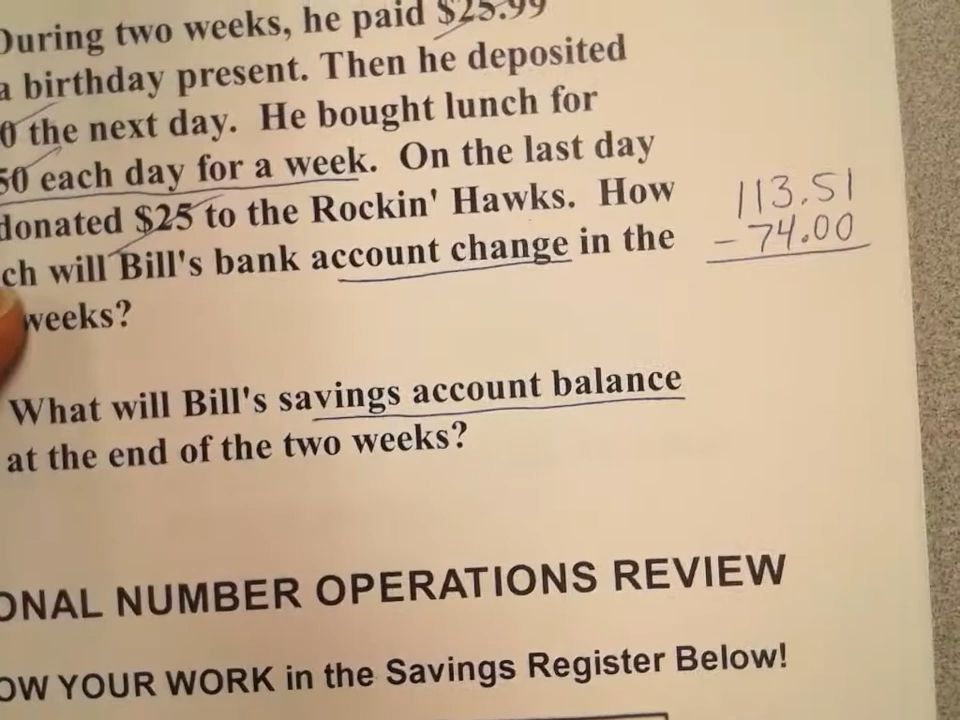 During two weeks, he paid $25.99
a birthday present. Then he deposited
0 the next day. He bought lunch for
50 each day for a week. On the last day
donated $25 to the Rockin' Hawks. How
ch will Bill's bank account change in the
weeks?
113.51
- 74.00
What will Bill's savings account balance
at the end of the two weeks?
ONAL NUMBER OPERATIONS REVIEW
OW YOUR WORK in the Savings Register Below!